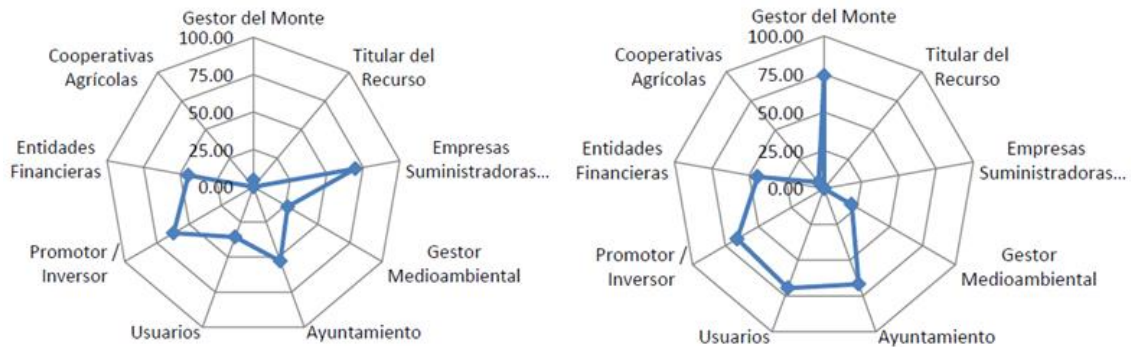 Gestor del Monte
100.00
Cooperativas
Agrícolas
Titular del
Recurso
75.00
50.00
Entidades
Financieras
25.00
Empresas
Suministradoras...
0.00
Promotor /
Inversor
Gestor
Medioambiental
Usuarios
Ayuntamiento
Gestor del Monte
100.00
Cooperativas
Agrícolas
Titular del
Recurso
75.00
50.00
Entidades
Financieras
25.00
Empresas
Suministradoras...
0.00
Promotor /
Inversor
Gestor
Medioambiental
Usuarios
Ayuntamiento